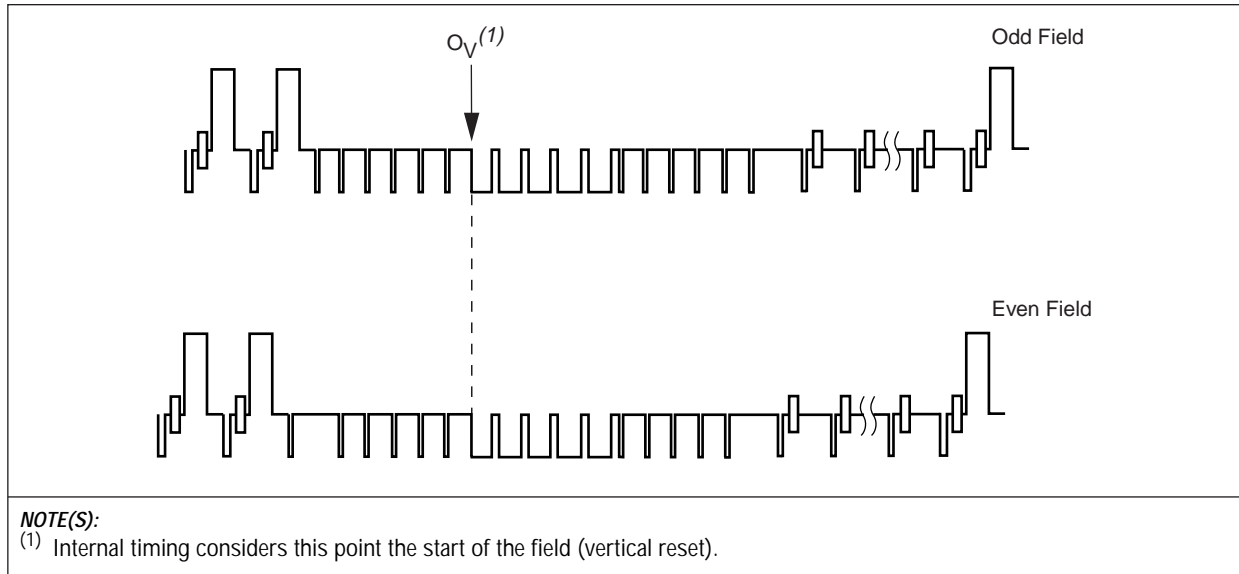 O_V(1)
Odd Field
Even Field
NOTE(S):
(1) Internal timing considers this point the start of the field (vertical reset).